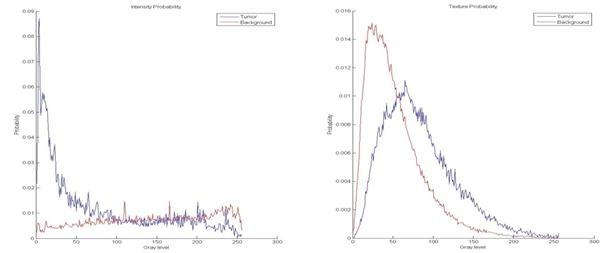 Intensity Probability
Tumor
Background
0.09
0.08
0.07
0.06
0.05
0.04
0.03
0.02
0.01
0
Probability
0 50 100 150 200 250 300
Gray level
Texture Probability
Tumor
Background
0.016
0.014
0.012
0.01
0.008
0.006
0.004
0.002
0
Probability
0 50 100 150 200 250 300
Gray level